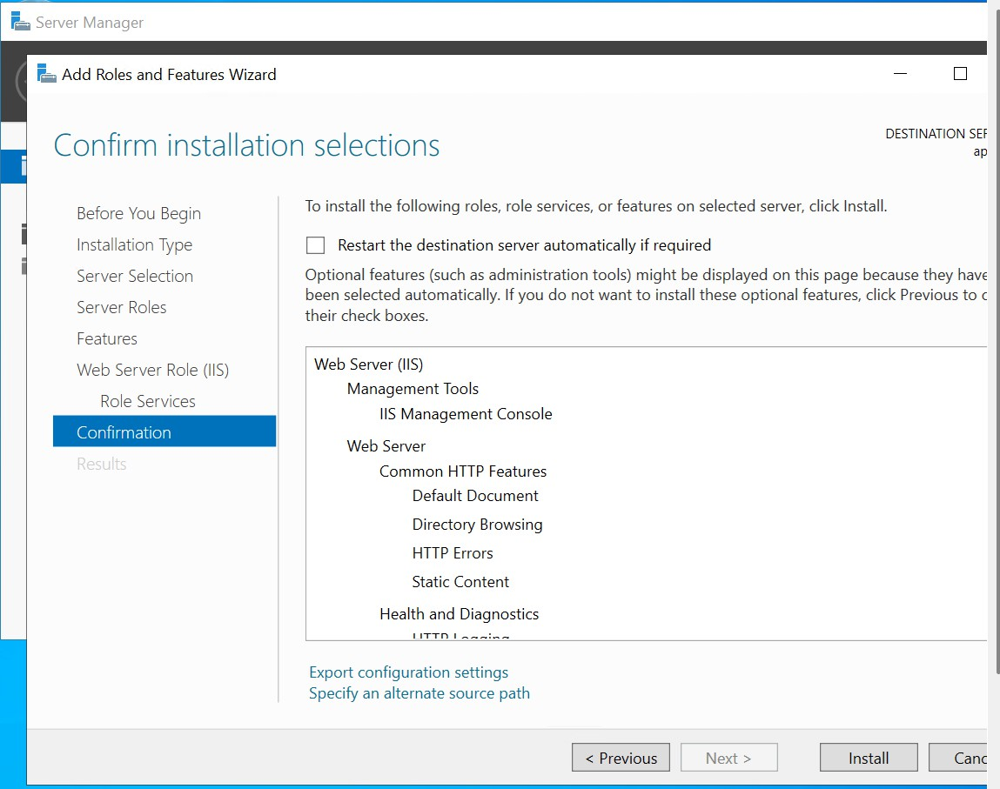 Server Manager
Add Roles and Features Wizard
Confirm installation selections
DESTINATION SER
ap
Before You Begin
Installation Type
Server Selection
Server Roles
Features
Web Server Role (IIS)
Role Services
Confirmation
Results
To install the following roles, role services, or features on selected server, click Install.
Restart the destination server automatically if required
Optional features (such as administration tools) might be displayed on this page because they have
been selected automatically. If you do not want to install these optional features, click Previous to c
their check boxes.
Web Server (IIS)
Management Tools
IIS Management Console
Web Server
Common HTTP Features
Default Document
Directory Browsing
HTTP Errors
Static Content
Health and Diagnostics
HTTP Logging
Export configuration settings
Specify an alternate source path
< Previous
Next >
Install
Canc